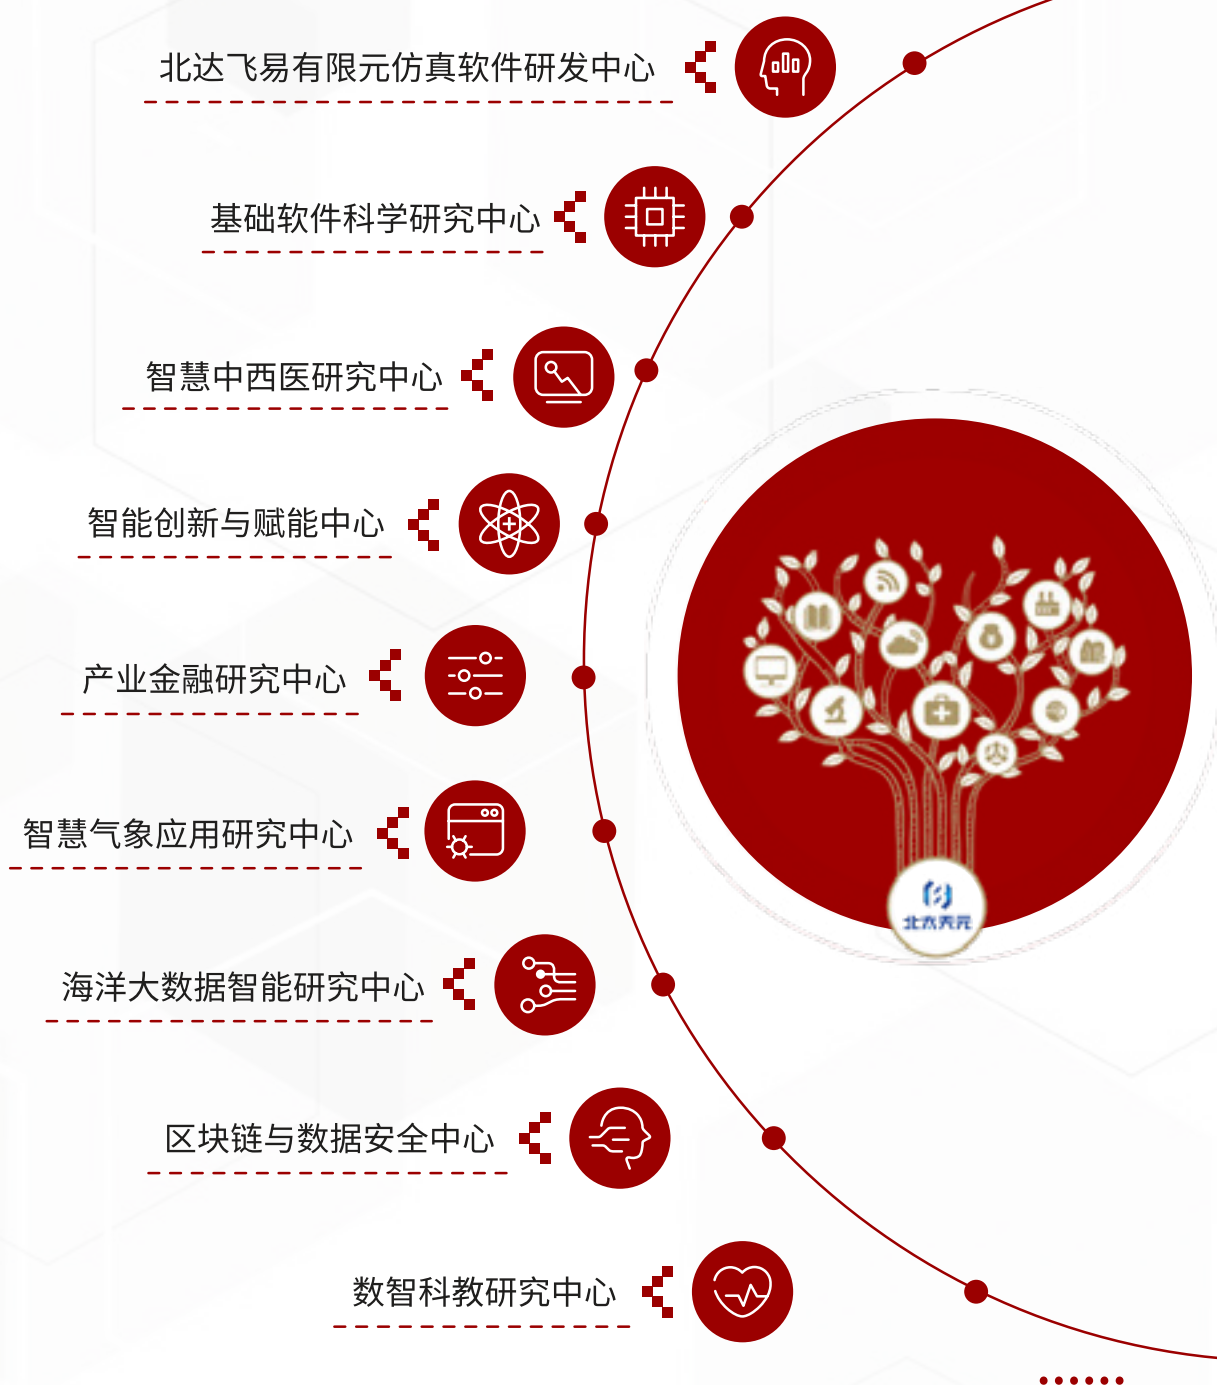 北达飞易有限元仿真软件研发中心
基础软件科学研究中心
智慧中西医研究中心
智能创新与赋能中心
产业金融研究中心
智慧气象应用研究中心
北太天元
海洋大数据智能研究中心
区块链与数据安全中心
数智科教研究中心